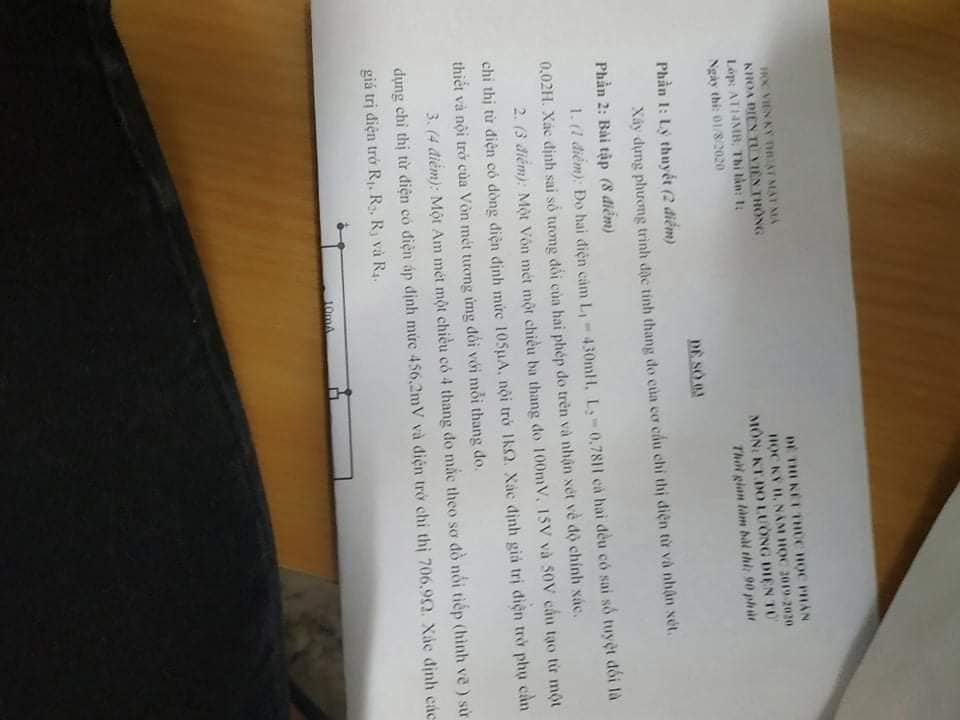 HỌC VIỆN KỸ THUẬT MẬT MÃ
KHOA ĐIỆN TỬ VIỄN THÔNG
Lớp: AT14MB, Thi lần: 1;
Ngày thi: 01/8/2020
ĐỀ THI KẾT THÚC HỌC PHẦN
HỌC KỲ II, NĂM HỌC 2019-2020
MÔN: KT.ĐO LƯỜNG ĐIỆN TỬ
Thời gian làm bài thi: 90 phút
ĐỀ SỐ 03
Phần 1: Lý thuyết (2 điểm)
Xây dựng phương trình đặc tính thang đo của cơ cấu chỉ thị điện từ và nhận xét.
Phần 2: Bài tập (8 điểm)
1. (1 điểm): Đo hai điện cảm L1 = 430mH, L2 = 0,78H cả hai đều có sai số tuyệt đối là
0,02H. Xác định sai số tương đối của hai phép đo trên và nhận xét về độ chính xác.
2. (3 điểm): Một Vôn mét một chiều ba thang đo 100mV, 15V và 50V cấu tạo từ một
chỉ thị từ điện có dòng điện định mức 105µA, nội trở 1kΩ. Xác định giá trị điện trở phụ cần
thiết và nội trở của Vôn mét tương ứng đối với mỗi thang đo.
3. (4 điểm): Một Am mét một chiều có 4 thang đo mắc theo sơ đồ nối tiếp (hình vẽ ) sử
dụng chỉ thị từ điện có điện áp định mức 456,2mV và điện trở chỉ thị 706,9Ω. Xác định các
giá trị điện trở R1, R2, R3 và R4.
10mA